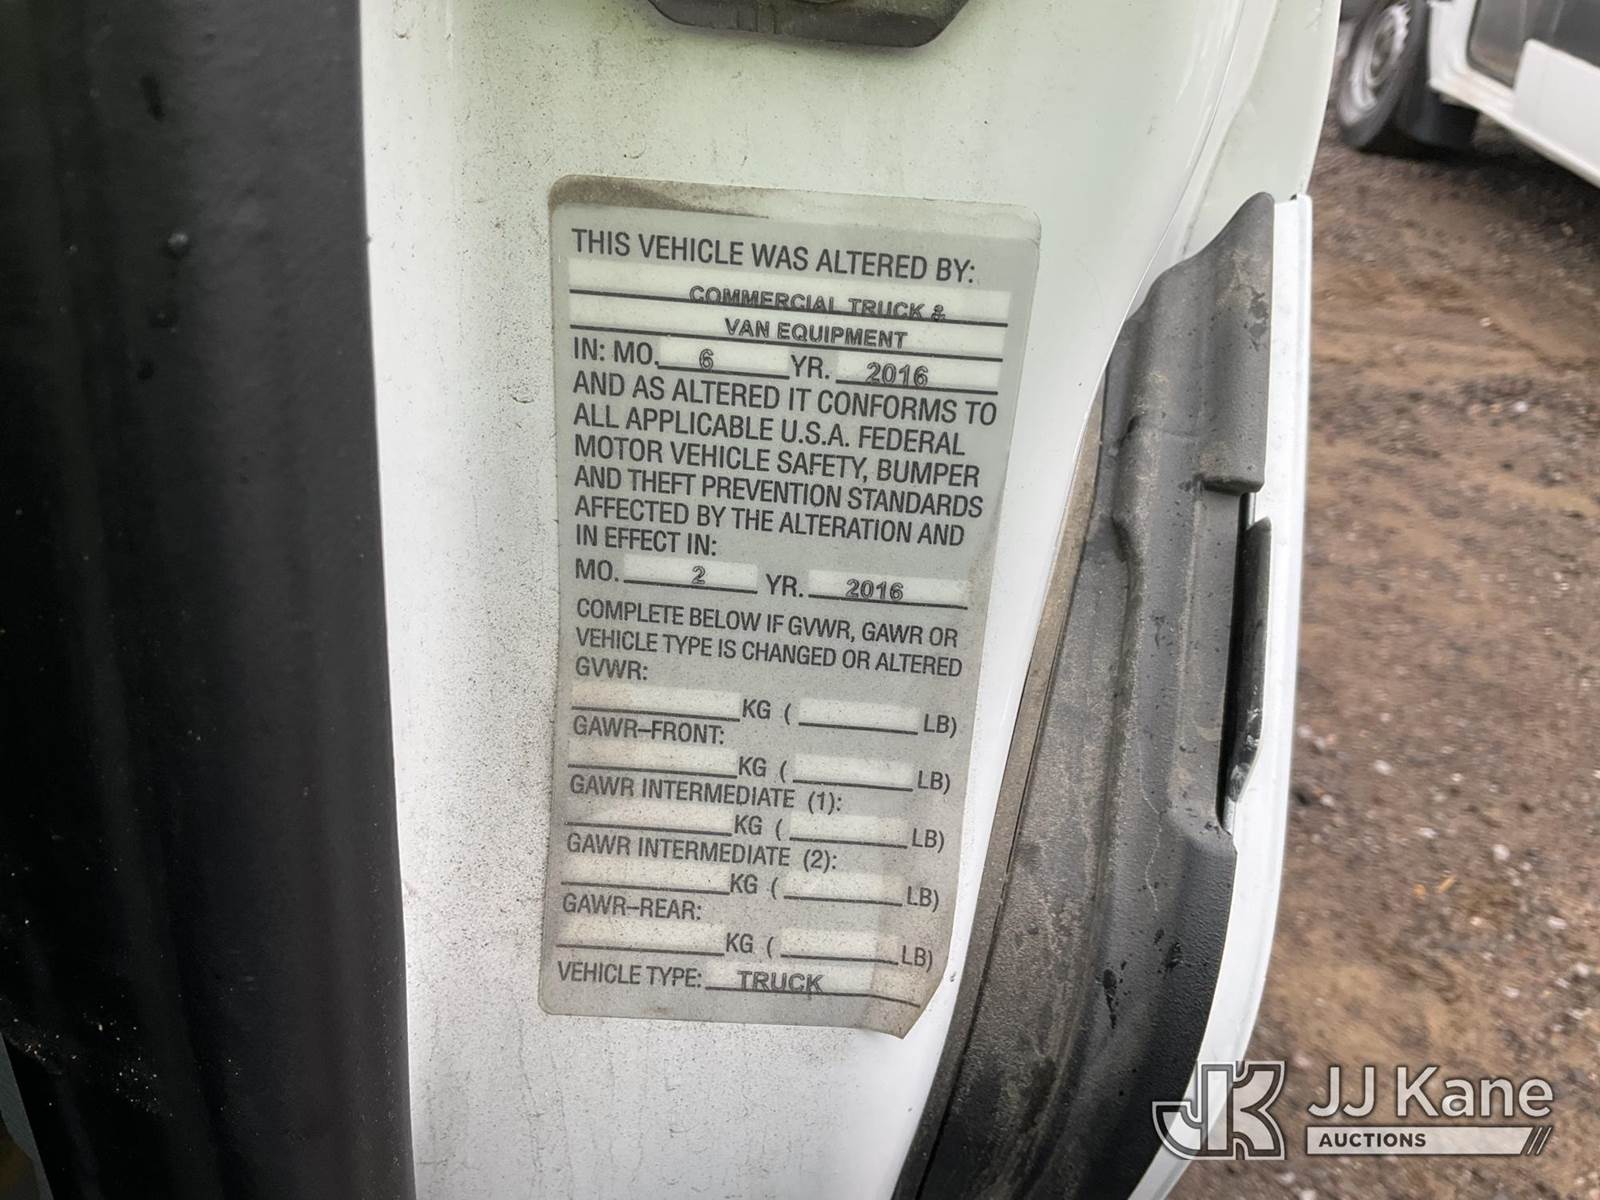 THIS VEHICLE WAS ALTERED BY:
COMMERCIAL TRUCK &
VAN EQUIPMENT
IN: MO. 6 YR. 2016
AND AS ALTERED IT CONFORMS TO
ALL APPLICABLE U.S.A. FEDERAL
MOTOR VEHICLE SAFETY, BUMPER
AND THEFT PREVENTION STANDARDS
AFFECTED BY THE ALTERATION AND
IN EFFECT IN:
MO. 2 YR. 2016
COMPLETE BELOW IF GVWR, GAWR OR
VEHICLE TYPE IS CHANGED OR ALTERED
GVWR:
KG ( LB)
GAWR–FRONT:
KG ( LB)
GAWR INTERMEDIATE (1):
KG ( LB)
GAWR INTERMEDIATE (2):
KG ( LB)
GAWR–REAR:
KG ( LB)
VEHICLE TYPE: TRUCK
JK JJ Kane
AUCTIONS